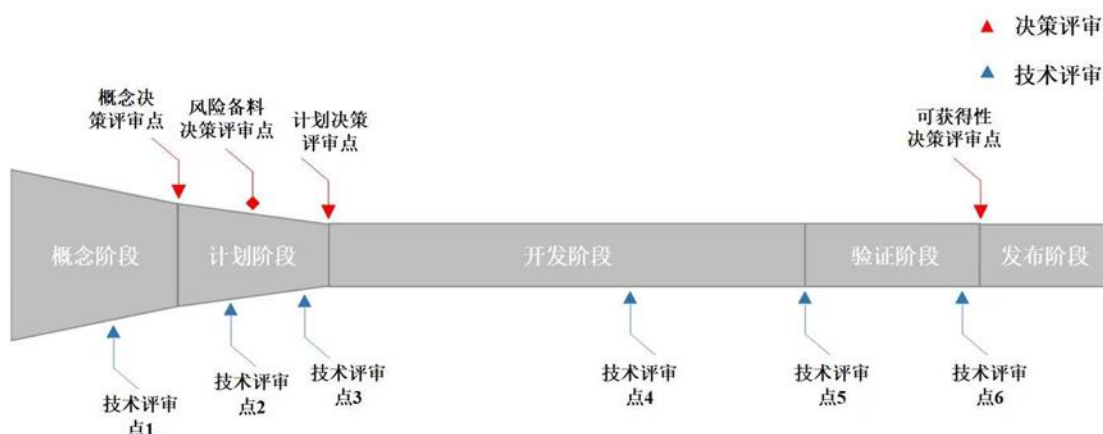 决策评审
技术评审
概念决
策评审点
风险备料
决策评审点
计划决策
评审点
可获得性
决策评审点
概念阶段
计划阶段
开发阶段
验证阶段
发布阶段
技术评审
点1
技术评审
点2
技术评审
点3
技术评审
点4
技术评审
点5
技术评审
点6